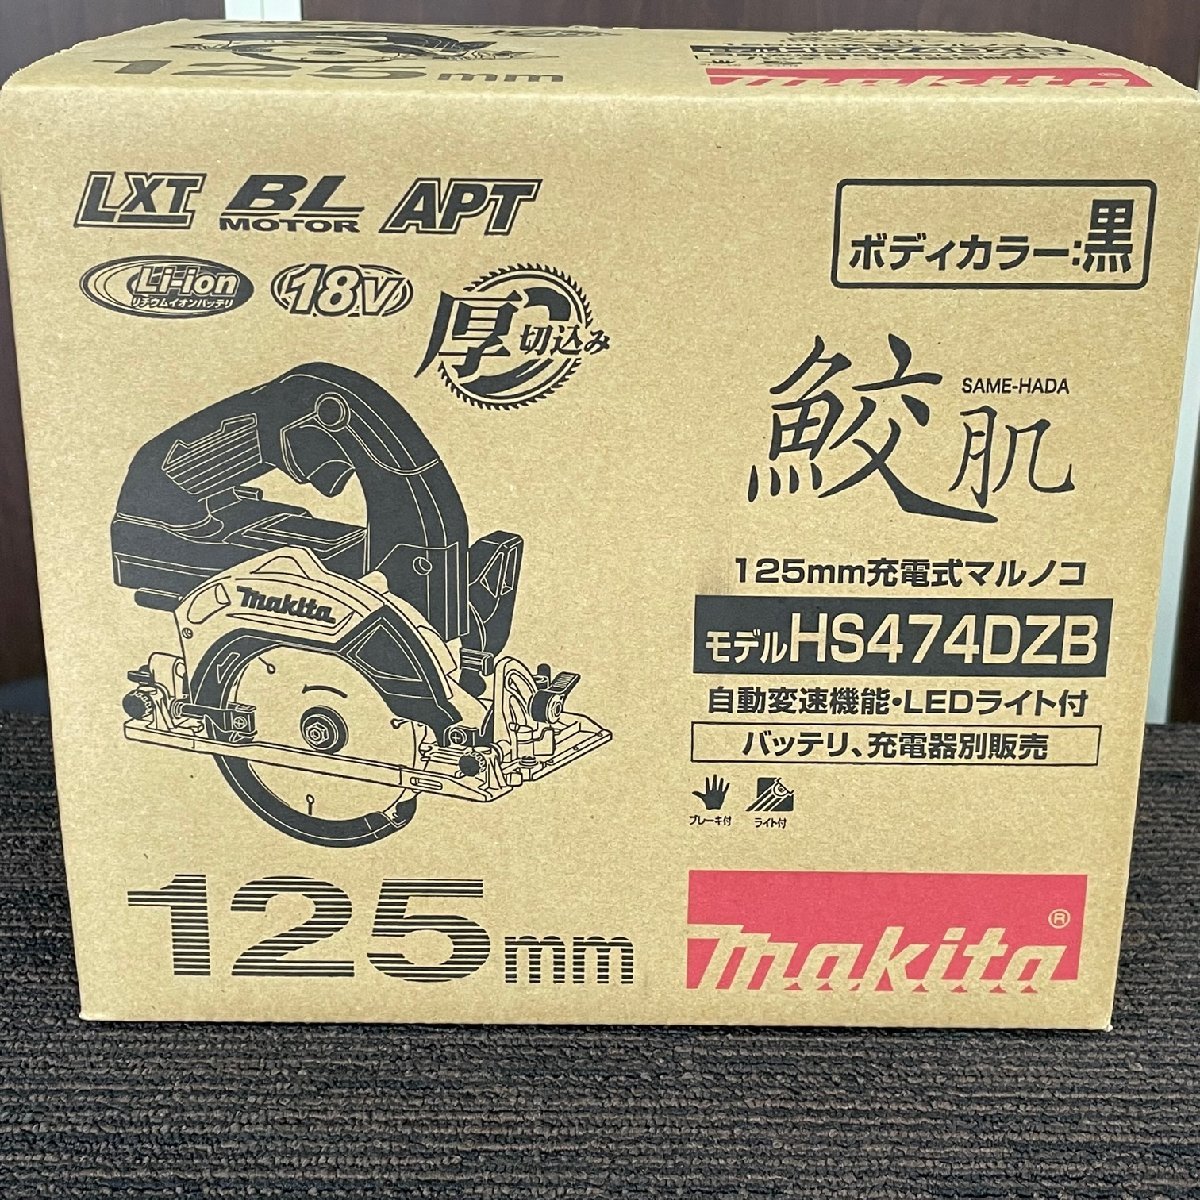 125mm
makita
LXT BL MOTOR APT
ボディカラー:黒
Li-ion
リチウムイオンバッテリ
18V
厚切込み
鮫肌
SAME-HADA
makita
125mm充電式マルノコ
モデルHS474DZB
自動変速機能・LEDライト付
バッテリ、充電器別販売
ブレーキ付 ライト付
125mm
makita®